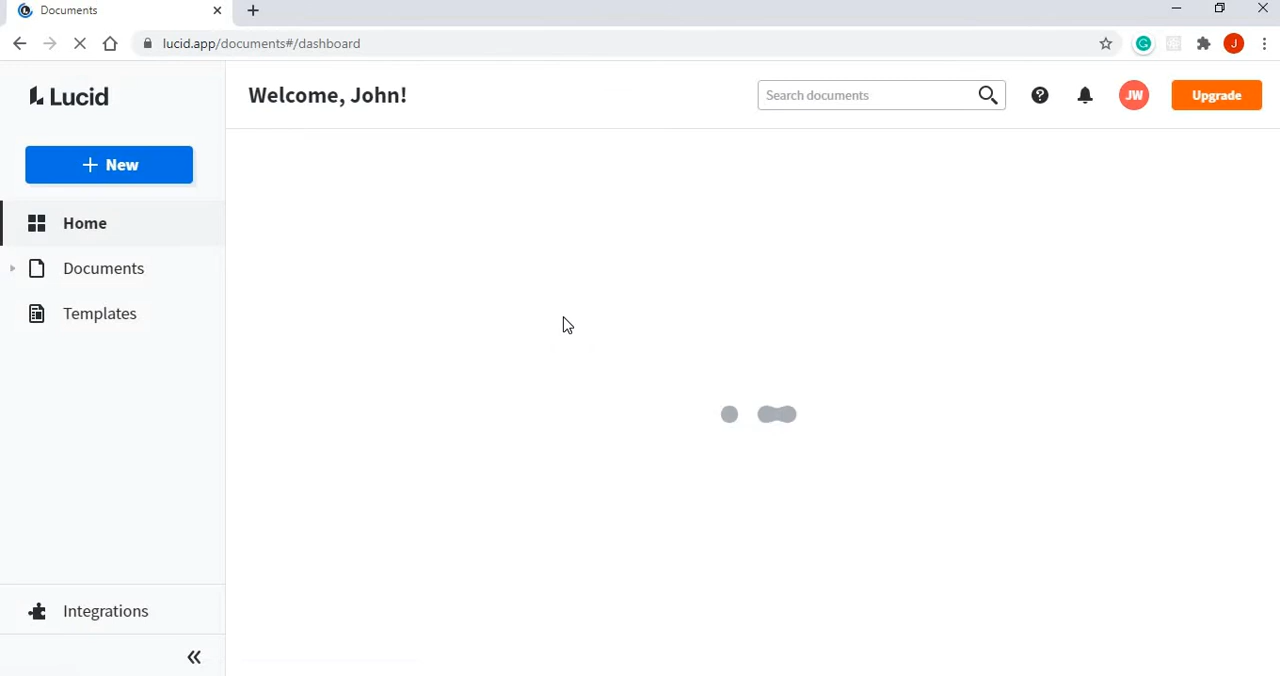 Documents
lucid.app/documents#/dashboard
J
Lucid
Welcome, John!
Search documents
?
JW
Upgrade
+ New
Home
Documents
Templates
Integrations